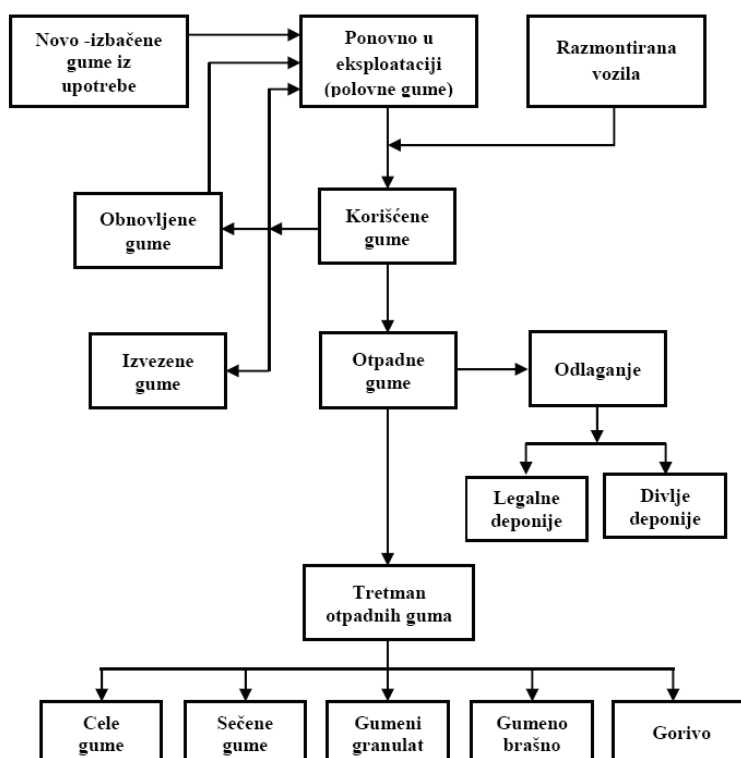 Novo -izbačene
gume iz
upotrebe
Ponovno u
eksploataciji
(polovne gume)
Razmontirana
vozila
Obnovljene
gume
Korišćene
gume
Izvezene
gume
Otpadne
gume
Odlaganje
Legalne
deponije
Divlje
deponije
Tretman
otpadnih guma
Cele
gume
Sečene
gume
Gumeni
granulat
Gumeno
brašno
Gorivo